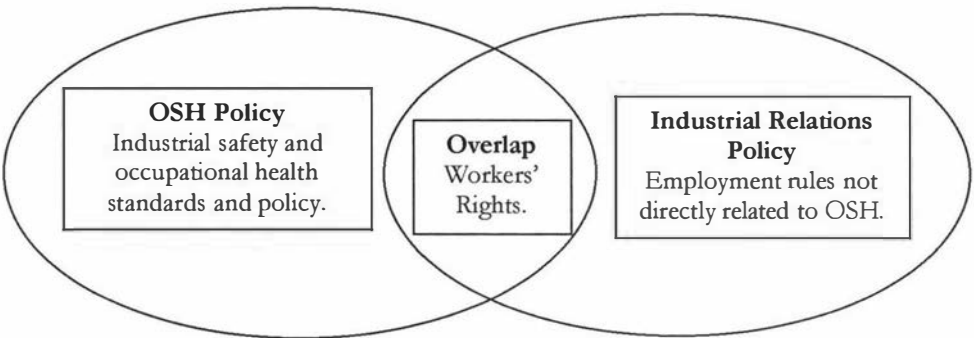 OSH Policy
Industrial safety and
occupational health
standards and policy.
Overlap
Workers'
Rights.
Industrial Relations
Policy
Employment rules not
directly related to OSH.